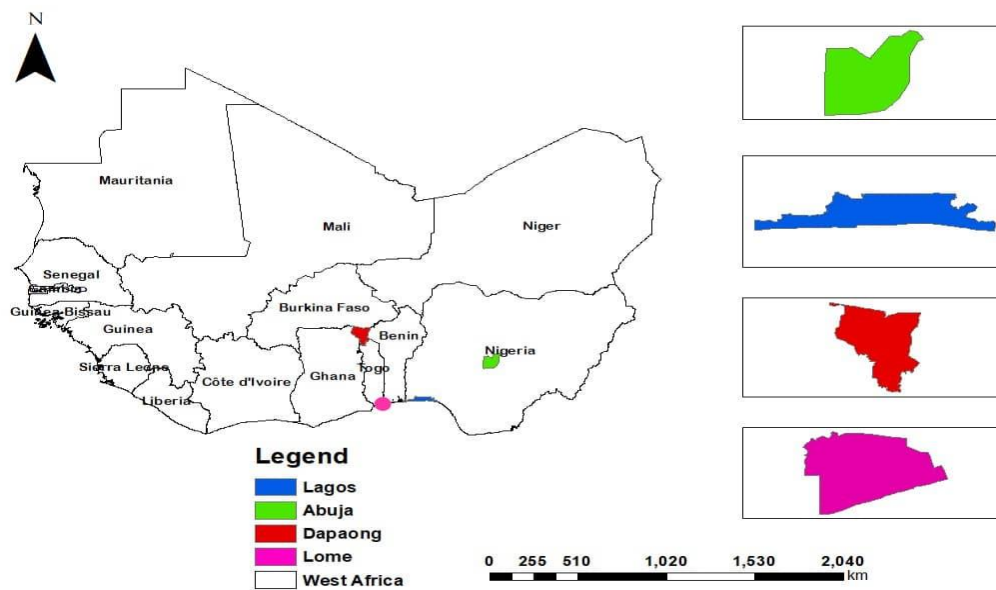 N
Mauritania
Mali
Niger
Senegal
Gambia
Guinea-Bissau
Burkina Faso
Guinea
Benin
Nigeria
Sierra Leone
Togo
Côte d'Ivoire
Ghana
Liberia
Legend
Lagos
Abuja
Dapaong
Lome
West Africa
0 255 510 1,020 1,530 2,040
km